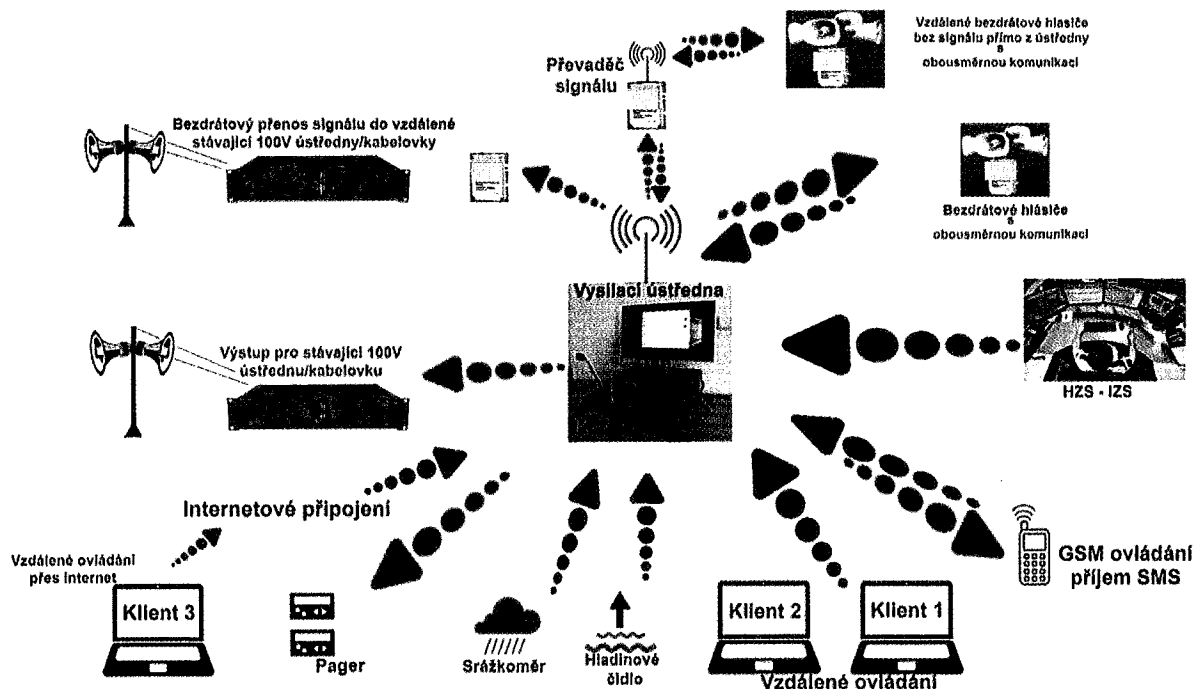 Vzdálené bezdrátové hlasiče
bez signálu přímo z ústředny
s
obousměrnou komunikací
Převaděč
signálu
Bezdrátový přenos signálu do vzdálené
stávající 100V ústředny/kabelovky
Bezdrátové hlásiče
s
obousměrnou komunikací
Vysílací ústředna
Výstup pro stávající 100V
ústřednu/kabelovku
HZS - IZS
Internetové připojení
Vzdálené ovládání
přes internet
GSM ovládání
příjem SMS
Klient 3
Pager
Srážkoměr
Hladinové
čidlo
Klient 2
Klient 1
Vzdálené ovládání